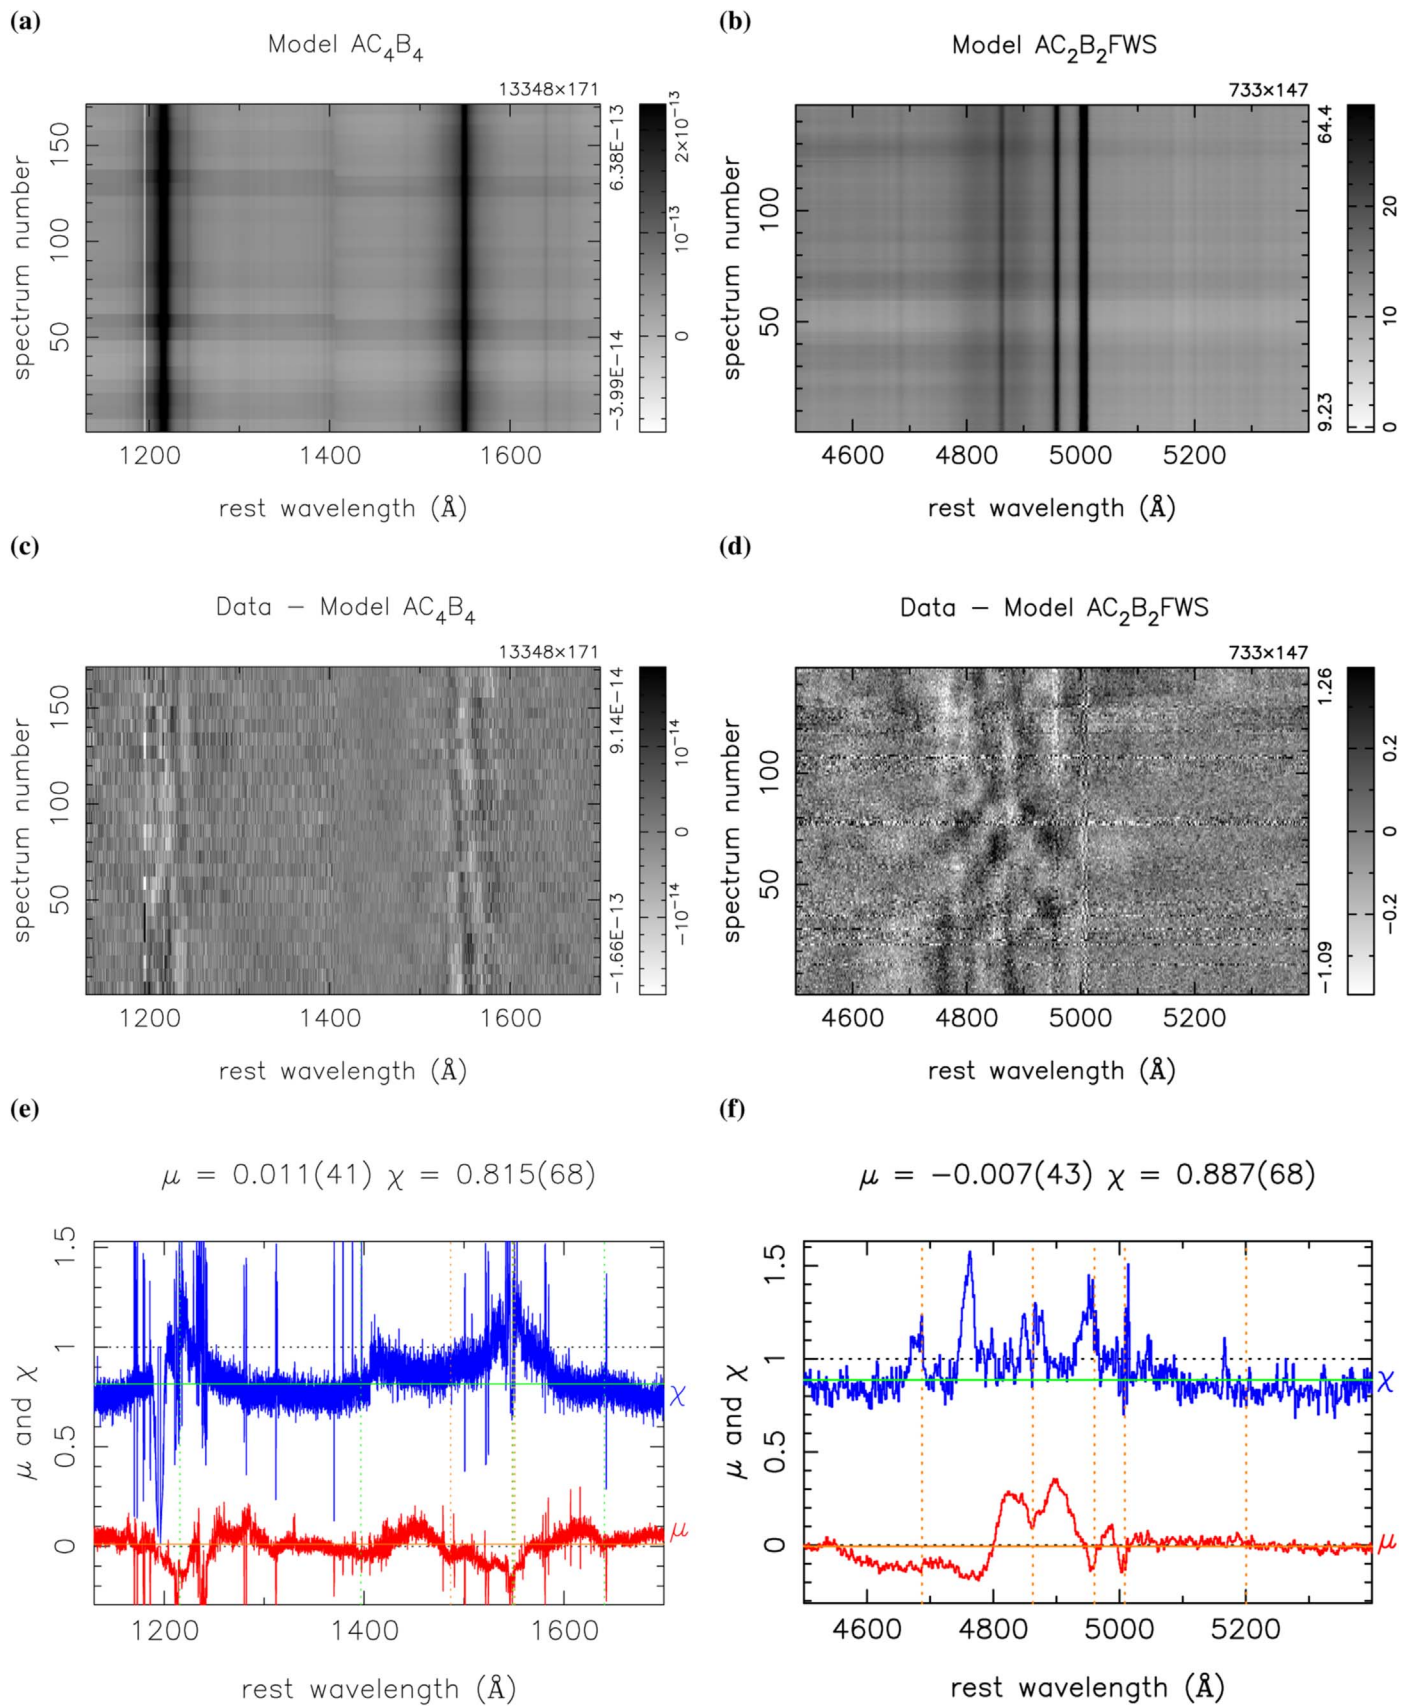 (a)
Model AC₄B₄
13348×171
spectrum number
50 100 150
−3.99E−14 6.38E−13
0 10⁻¹³ 2×10⁻¹³
1200 1400 1600
rest wavelength (Å)
(b)
Model AC₂B₂FWS
733×147
spectrum number
50 100
9.23 64.4
0 10 20
4600 4800 5000 5200
rest wavelength (Å)
(c)
Data − Model AC₄B₄
13348×171
spectrum number
50 100 150
−1.66E−13 9.14E−14
−10⁻¹⁴ 0 10⁻¹⁴
1200 1400 1600
rest wavelength (Å)
(d)
Data − Model AC₂B₂FWS
733×147
spectrum number
50 100
−1.09 1.26
−0.2 0 0.2
4600 4800 5000 5200
rest wavelength (Å)
(e)
μ = 0.011(41) χ = 0.815(68)
μ and χ
0 0.5 1 1.5
χ
μ
1200 1400 1600
rest wavelength (Å)
(f)
μ = −0.007(43) χ = 0.887(68)
μ and χ
0 0.5 1 1.5
χ
μ
4600 4800 5000 5200
rest wavelength (Å)